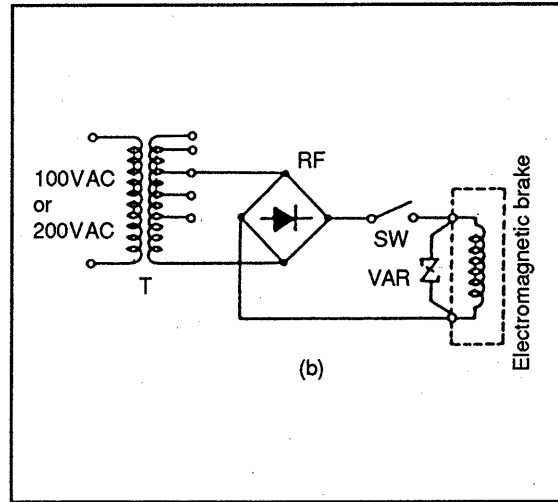 RF
100VAC
or
200VAC
SW
T
VAR
Electromagnetic brake
(b)